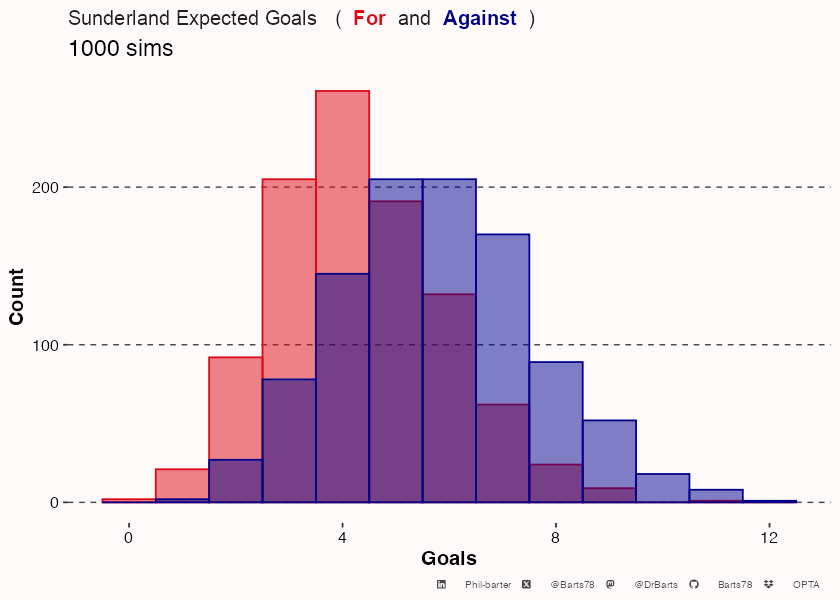 Sunderland Expected Goals ( For and Against )
1000 sims
200
100
0
Count
0 4 8 12
Goals
Phil-barter @Barts78 @DrBarts Barts78 OPTA